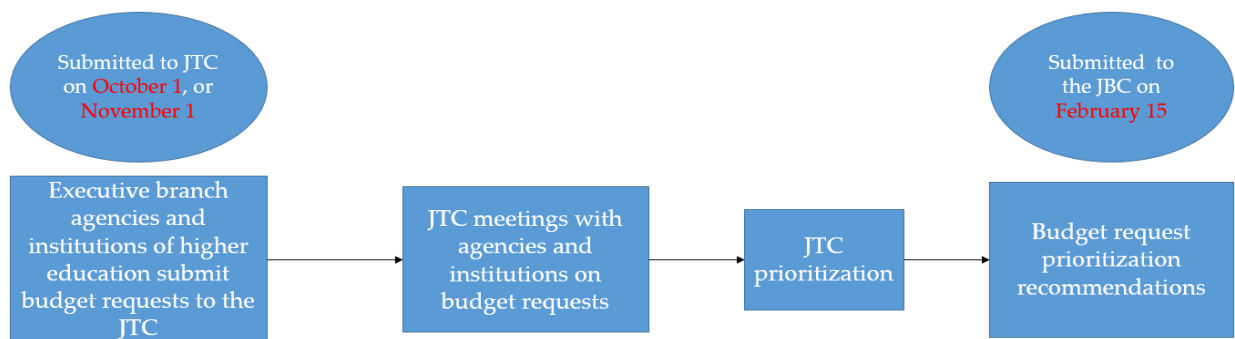 Submitted to JTC
on October 1, or
November 1
Submitted to
the JBC on
February 15
Executive branch
agencies and
institutions of higher
education submit
budget requests to the
JTC
JTC meetings with
agencies and
institutions on
budget requests
JTC
prioritization
Budget request
prioritization
recommendations